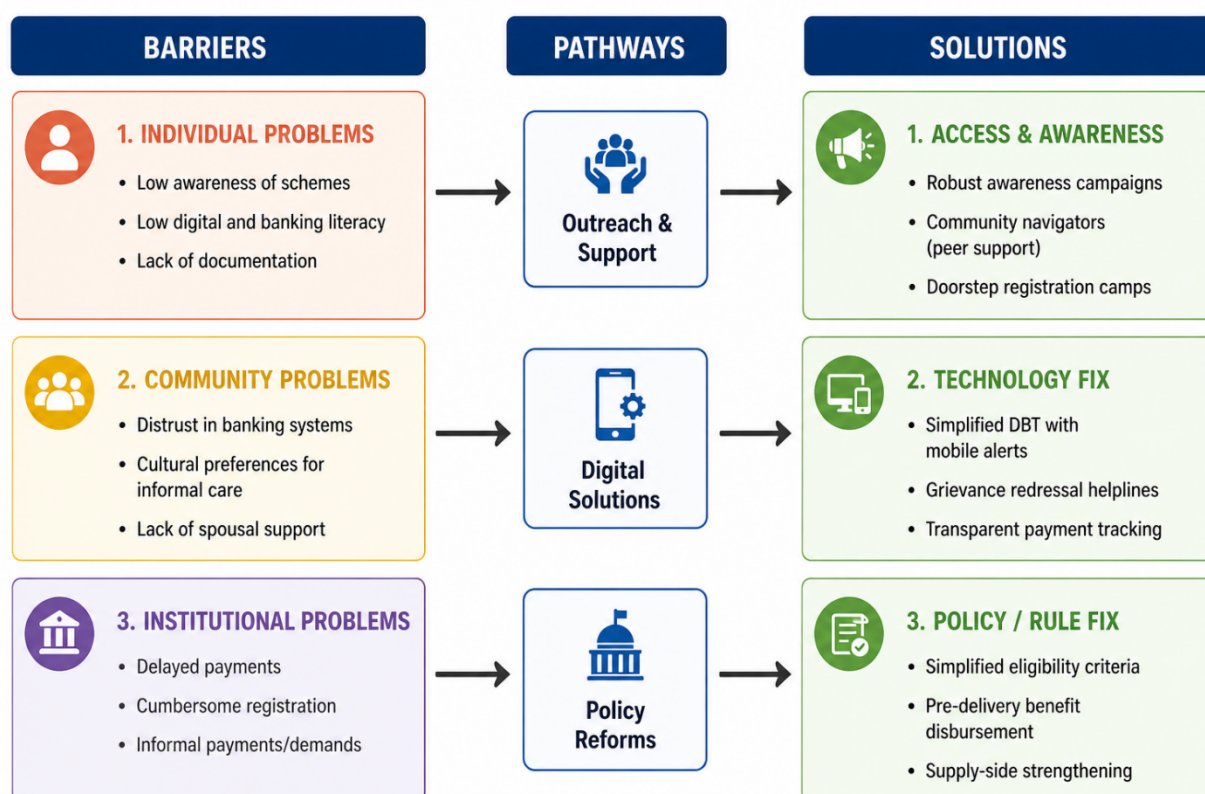 BARRIERS
PATHWAYS
SOLUTIONS
1. INDIVIDUAL PROBLEMS
• Low awareness of schemes
• Low digital and banking literacy
• Lack of documentation
Outreach &
Support
1. ACCESS & AWARENESS
• Robust awareness campaigns
• Community navigators
(peer support)
• Doorstep registration camps
2. COMMUNITY PROBLEMS
• Distrust in banking systems
• Cultural preferences for
informal care
• Lack of spousal support
Digital
Solutions
2. TECHNOLOGY FIX
• Simplified DBT with
mobile alerts
• Grievance redressal helplines
• Transparent payment tracking
3. INSTITUTIONAL PROBLEMS
• Delayed payments
• Cumbersome registration
• Informal payments/demands
Policy
Reforms
3. POLICY / RULE FIX
• Simplified eligibility criteria
• Pre-delivery benefit
disbursement
• Supply-side strengthening